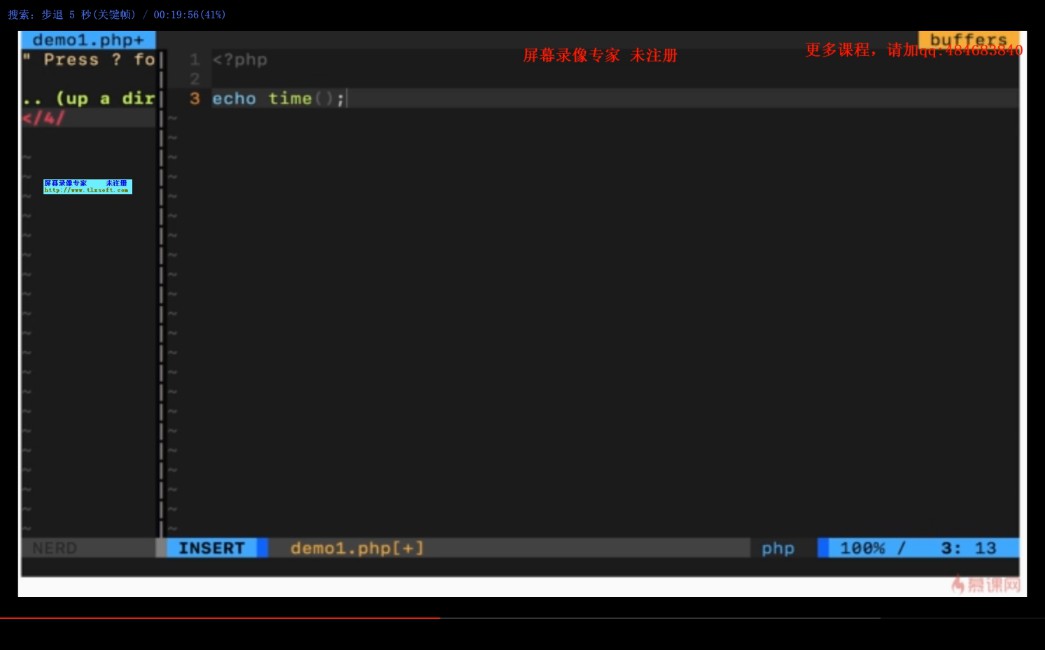 搜索: 步退 5 秒(关键帧) / 00:19:56(41%)
demo1.php+
buffers
" Press ? fo
1 <?php
屏幕录像专家 未注册
更多课程，请加qq:484683840
2
.. (up a dir
3 echo time();
</4/
屏幕录像专家 未注册
http://www.tlxsoft.com
NERD
INSERT demo1.php[+]
php 100% / 3: 13
慕课网